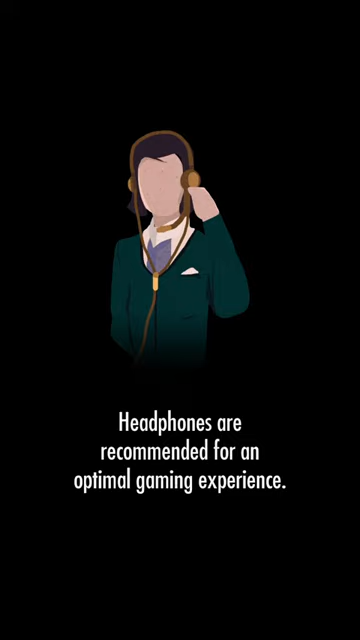 Headphones are
recommended for an
optimal gaming experience.